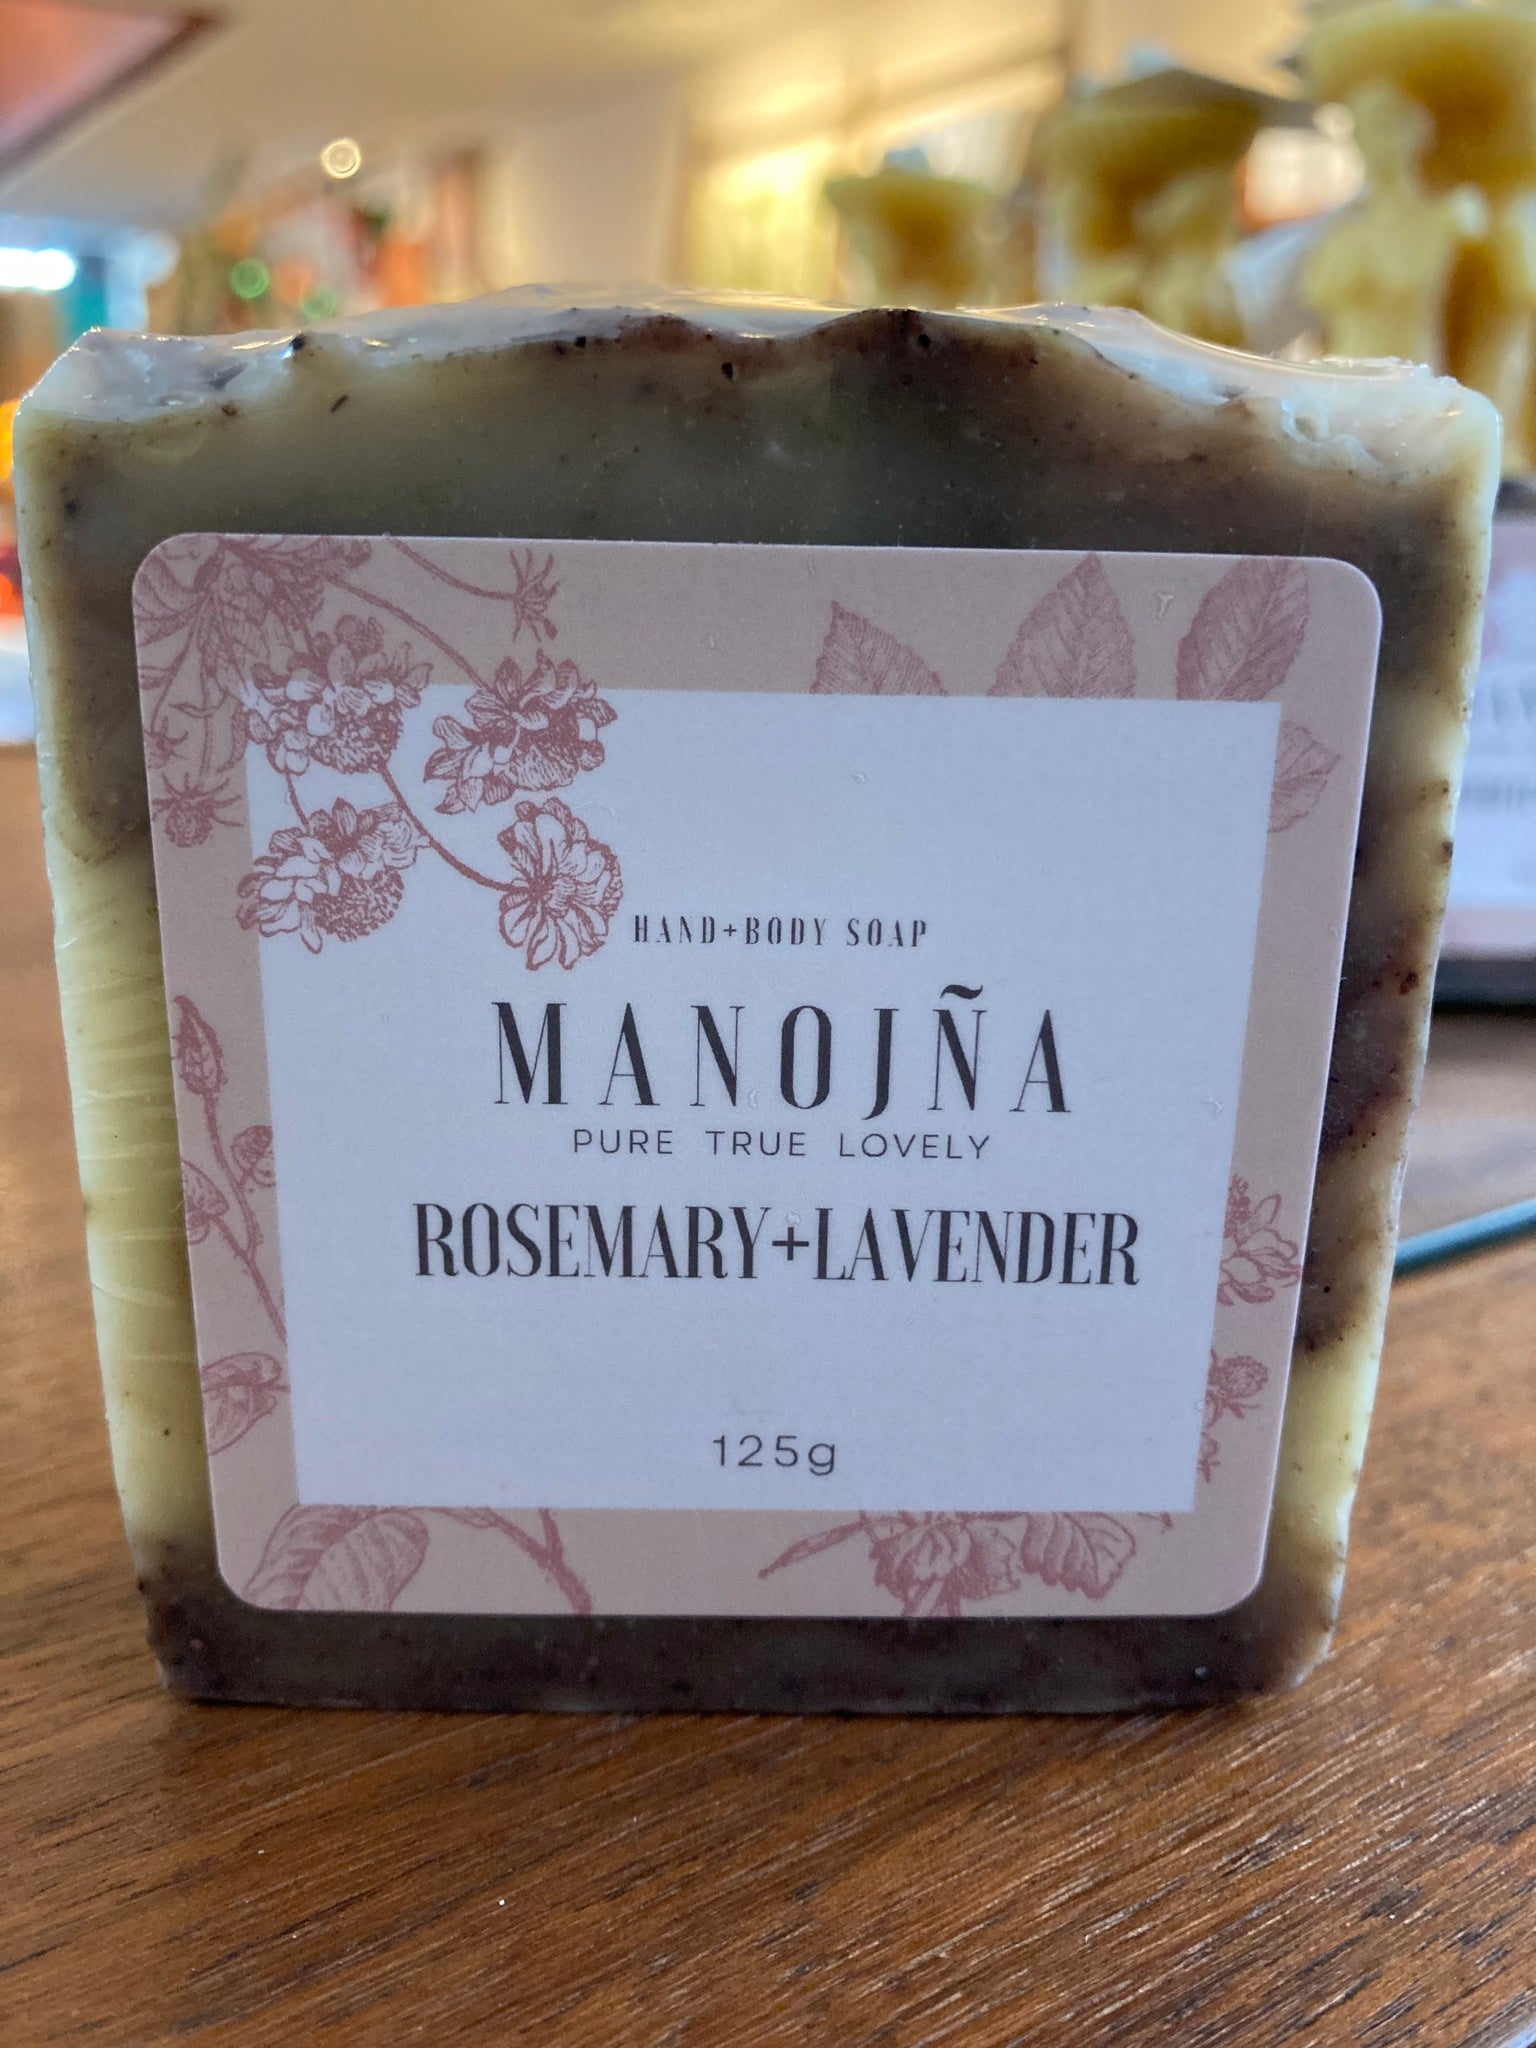 HAND+BODY SOAP
MANOJÑA
PURE TRUE LOVELY
ROSEMARY+LAVENDER
125g